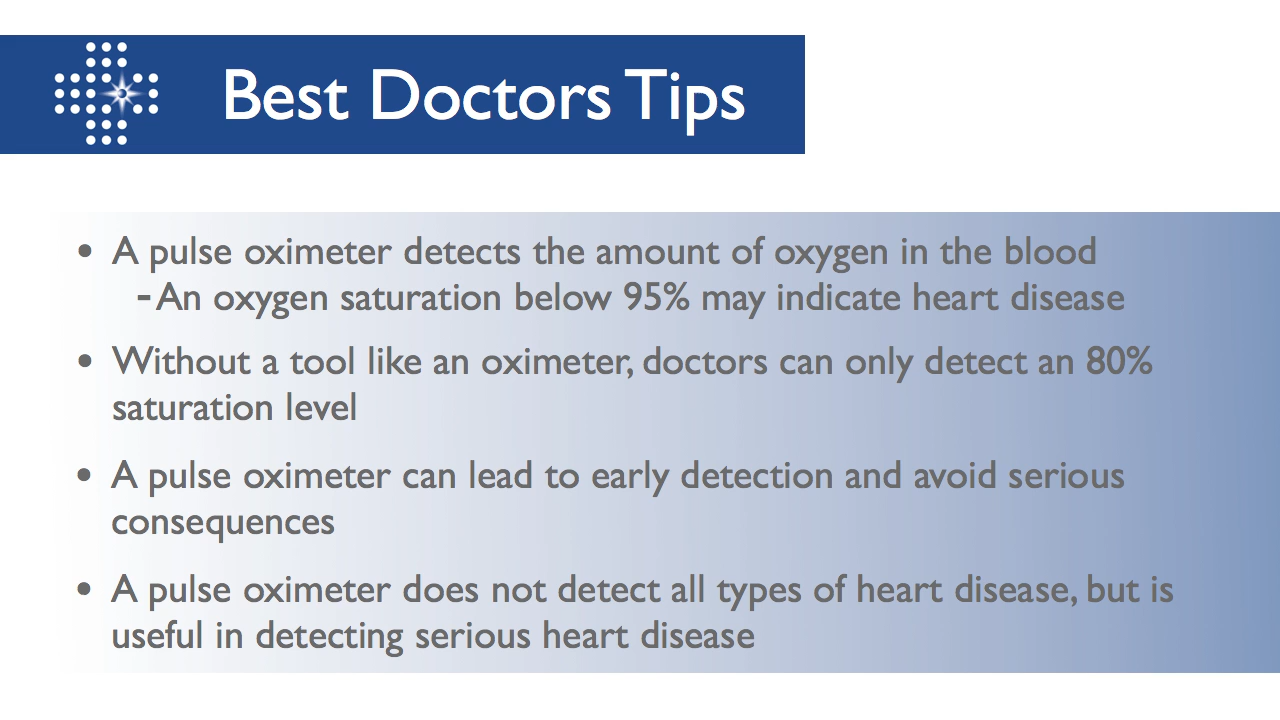 Best Doctors Tips
• A pulse oximeter detects the amount of oxygen in the blood
- An oxygen saturation below 95% may indicate heart disease
• Without a tool like an oximeter, doctors can only detect an 80%
saturation level
• A pulse oximeter can lead to early detection and avoid serious
consequences
• A pulse oximeter does not detect all types of heart disease, but is
useful in detecting serious heart disease